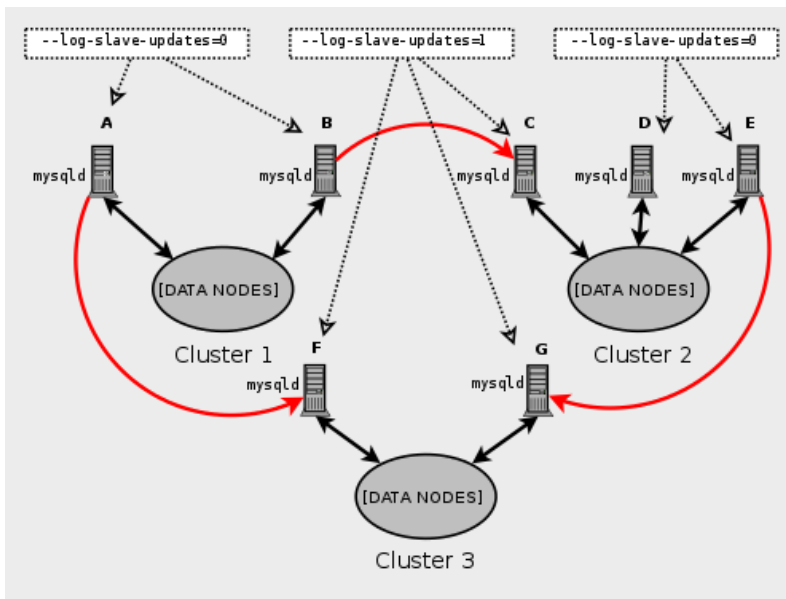 --log-slave-updates=0
--log-slave-updates=1
--log-slave-updates=0
A
B
C
D
E
mysqld
mysqld
mysqld
mysqld
mysqld
[DATA NODES]
[DATA NODES]
Cluster 1
Cluster 2
F
G
mysqld
mysqld
[DATA NODES]
Cluster 3